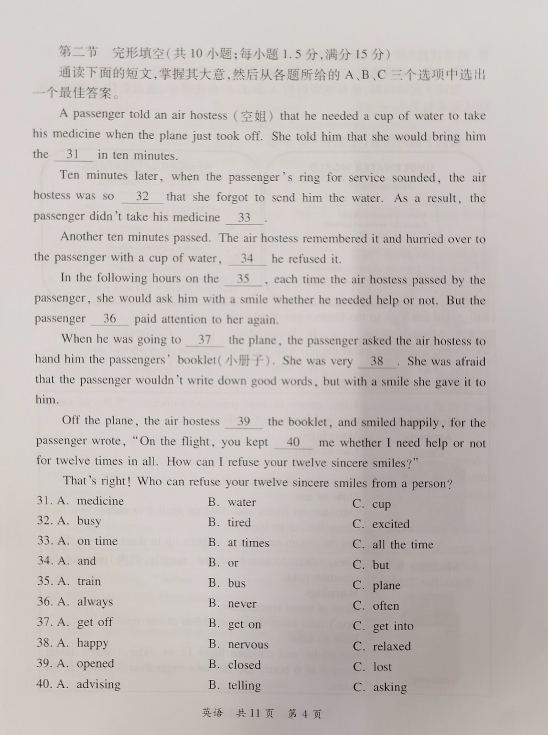 第二节 完形填空(共10小题;每小题1.5分,满分15分)
通读下面的短文,掌握其大意,然后从各题所给的A、B、C三个选项中选出
一个最佳答案。
A passenger told an air hostess (空姐) that he needed a cup of water to take
his medicine when the plane just took off. She told him that she would bring him
the 31 in ten minutes.
Ten minutes later, when the passenger's ring for service sounded, the air
hostess was so 32 that she forgot to send him the water. As a result, the
passenger didn't take his medicine 33 .
Another ten minutes passed. The air hostess remembered it and hurried over to
the passenger with a cup of water, 34 he refused it.
In the following hours on the 35 , each time the air hostess passed by the
passenger, she would ask him with a smile whether he needed help or not. But the
passenger 36 paid attention to her again.
When he was going to 37 the plane, the passenger asked the air hostess to
hand him the passengers' booklet(小册子). She was very 38 . She was afraid
that the passenger wouldn't write down good words, but with a smile she gave it to
him.
Off the plane, the air hostess 39 the booklet, and smiled happily, for the
passenger wrote, "On the flight, you kept 40 me whether I need help or not
for twelve times in all. How can I refuse your twelve sincere smiles?"
That's right! Who can refuse your twelve sincere smiles from a person?
31. A. medicine B. water C. cup
32. A. busy B. tired C. excited
33. A. on time B. at times C. all the time
34. A. and B. or C. but
35. A. train B. bus C. plane
36. A. always B. never C. often
37. A. get off B. get on C. get into
38. A. happy B. nervous C. relaxed
39. A. opened B. closed C. lost
40. A. advising B. telling C. asking
英语 共11页 第4页